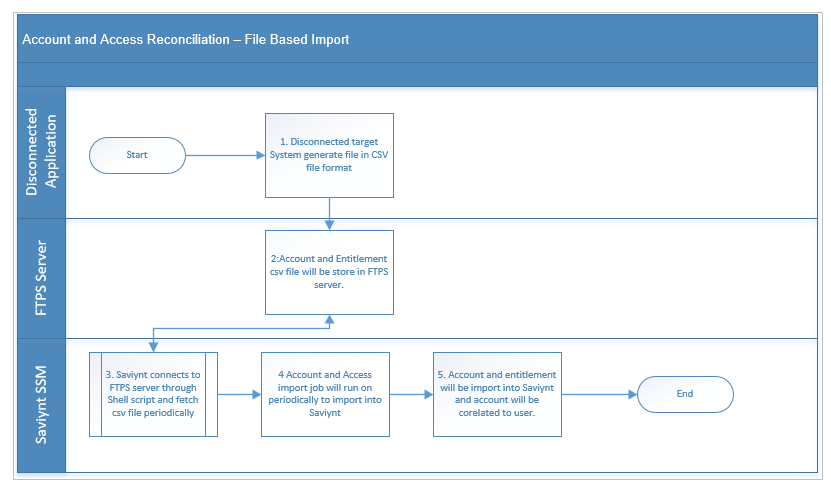 Account and Access Reconciliation – File Based Import
Disconnected
Application
Start
1. Disconnected target
System generate file in CSV
file format
FTPS Server
2:Account and Entitlement
csv file will be store in FTPS
server.
Saviynt SSM
3. Saviynt connects to
FTPS server through
Shell script and fetch
csv file periodically
4 Account and Access
import job will run on
periodically to import into
Saviynt
5. Account and entitlement
will be import into Saviynt
and account will be
corelated to user.
End